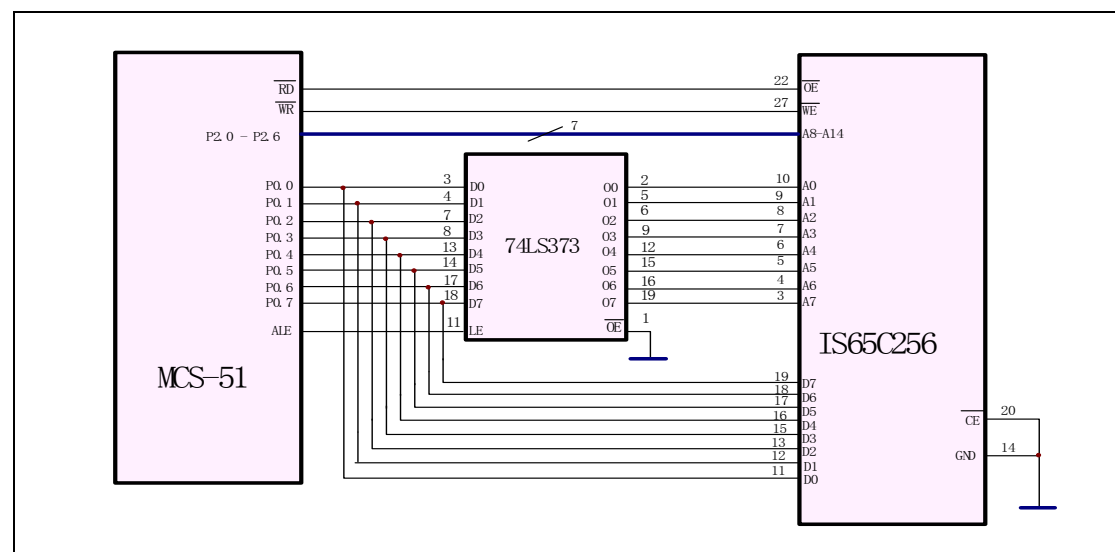 RD 22 OE
WR 27 WE
P2.0 - P2.6 7 A8-A14
P0.0 3 D0 O0 2 10 A0
P0.1 4 D1 O1 5 9 A1
P0.2 7 D2 O2 6 8 A2
P0.3 8 D3 O3 9 7 A3
74LS373
P0.4 13 D4 O4 12 6 A4
P0.5 14 D5 O5 15 5 A5
P0.6 17 D6 O6 16 4 A6
P0.7 18 D7 O7 19 3 A7
ALE 11 LE OE 1
IS65C256
MCS-51
19 D7
18 D6
17 D5
16 D4
15 D3
13 D2
12 D1
11 D0
CE 20
GND 14